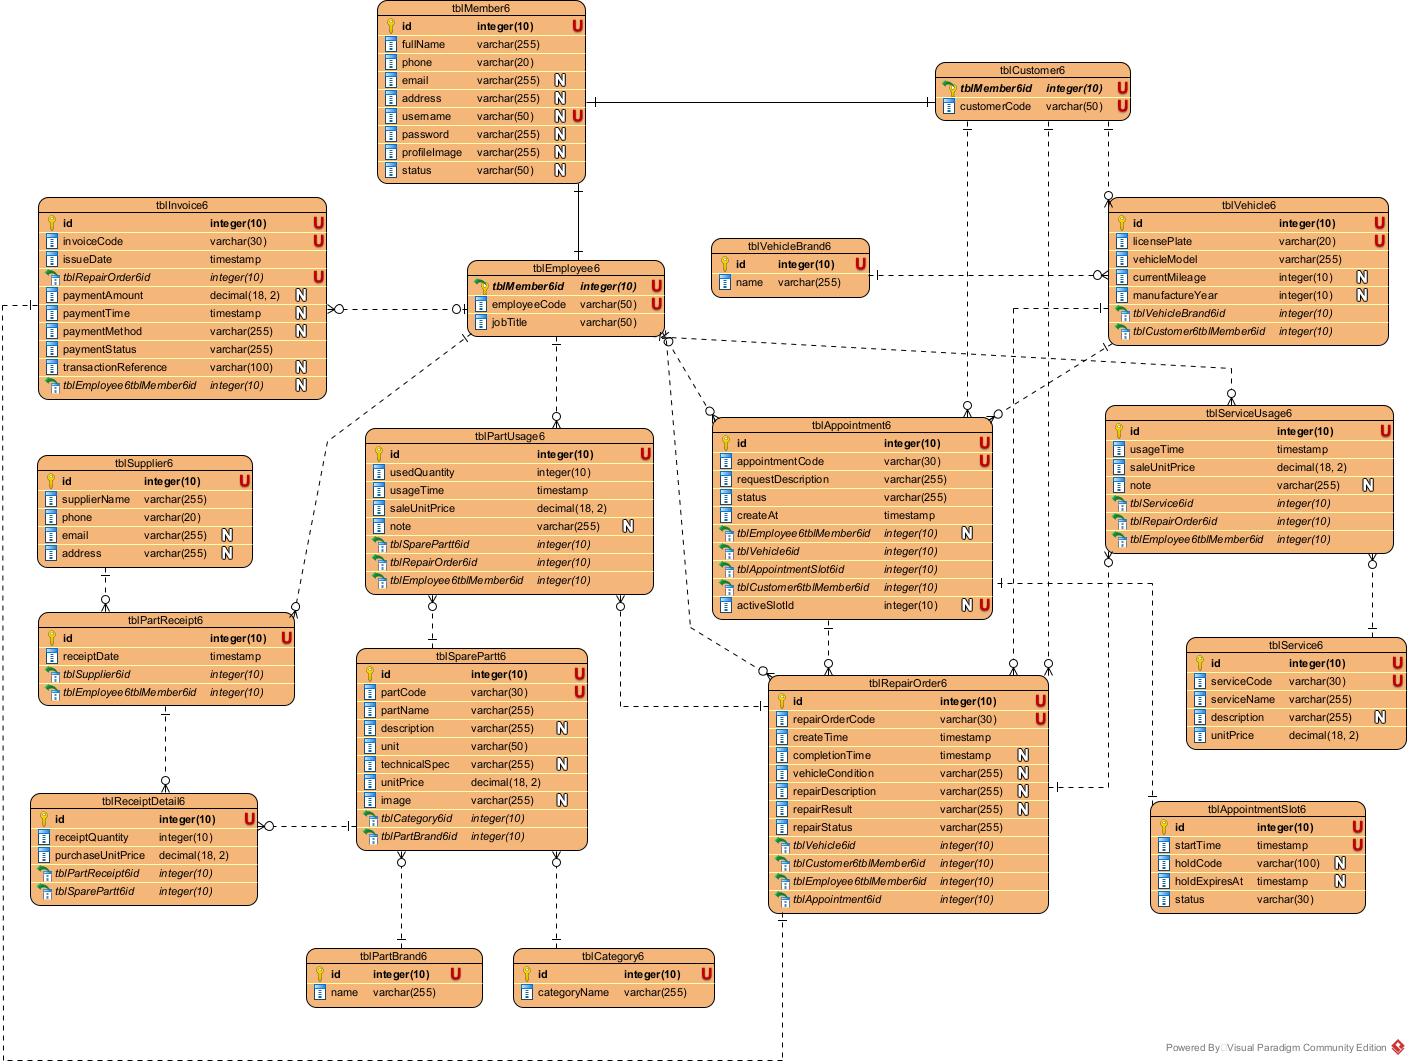 tblMember6
id integer(10) U
fullName varchar(255)
phone varchar(20)
email varchar(255) N
address varchar(255) N
username varchar(50) N U
password varchar(255) N
profileImage varchar(255) N
status varchar(50) N
tblCustomer6
tblMember6id integer(10) U
customerCode varchar(50) U
tblInvoice6
id integer(10) U
invoiceCode varchar(30) U
issueDate timestamp
tblRepairOrder6id integer(10) U
paymentAmount decimal(18, 2) N
paymentTime timestamp N
paymentMethod varchar(255) N
paymentStatus varchar(255)
transactionReference varchar(100) N
tblEmployee6tblMember6id integer(10) N
tblEmployee6
tblMember6id integer(10) U
employeeCode varchar(50) U
jobTitle varchar(50)
tblVehicleBrand6
id integer(10) U
name varchar(255)
tblVehicle6
id integer(10) U
licensePlate varchar(20) U
vehicleModel varchar(255)
currentMileage integer(10) N
manufactureYear integer(10) N
tblVehicleBrand6id integer(10)
tblCustomer6tblMember6id integer(10)
tblSupplier6
id integer(10) U
supplierName varchar(255)
phone varchar(20)
email varchar(255) N
address varchar(255) N
tblPartUsage6
id integer(10) U
usedQuantity integer(10)
usageTime timestamp
saleUnitPrice decimal(18, 2)
note varchar(255) N
tblSparePartt6id integer(10)
tblRepairOrder6id integer(10)
tblEmployee6tblMember6id integer(10)
tblAppointment6
id integer(10) U
appointmentCode varchar(30) U
requestDescription varchar(255)
status varchar(255)
createAt timestamp
tblEmployee6tblMember6id integer(10) N
tblVehicle6id integer(10)
tblAppointmentSlot6id integer(10)
tblCustomer6tblMember6id integer(10)
activeSlotId integer(10) N U
tblServiceUsage6
id integer(10) U
usageTime timestamp
saleUnitPrice decimal(18, 2)
note varchar(255) N
tblService6id integer(10)
tblRepairOrder6id integer(10)
tblEmployee6tblMember6id integer(10)
tblPartReceipt6
id integer(10) U
receiptDate timestamp
tblSupplier6id integer(10)
tblEmployee6tblMember6id integer(10)
tblSparePartt6
id integer(10) U
partCode varchar(30) U
partName varchar(255)
description varchar(255) N
unit varchar(50)
technicalSpec varchar(255) N
unitPrice decimal(18, 2)
image varchar(255) N
tblCategory6id integer(10)
tblPartBrand6id integer(10)
tblRepairOrder6
id integer(10) U
repairOrderCode varchar(30) U
createTime timestamp
completionTime timestamp N
vehicleCondition varchar(255) N
repairDescription varchar(255) N
repairResult varchar(255) N
repairStatus varchar(255)
tblVehicle6id integer(10)
tblCustomer6tblMember6id integer(10)
tblEmployee6tblMember6id integer(10)
tblAppointment6id integer(10)
tblService6
id integer(10) U
serviceCode varchar(30) U
serviceName varchar(255)
description varchar(255) N
unitPrice decimal(18, 2)
tblReceiptDetail6
id integer(10) U
receiptQuantity integer(10)
purchaseUnitPrice decimal(18, 2)
tblPartReceipt6id integer(10)
tblSparePartt6id integer(10)
tblAppointmentSlot6
id integer(10) U
startTime timestamp U
holdCode varchar(100) N
holdExpiresAt timestamp N
status varchar(30)
tblPartBrand6
id integer(10) U
name varchar(255)
tblCategory6
id integer(10) U
categoryName varchar(255)
Powered By Visual Paradigm Community Edition